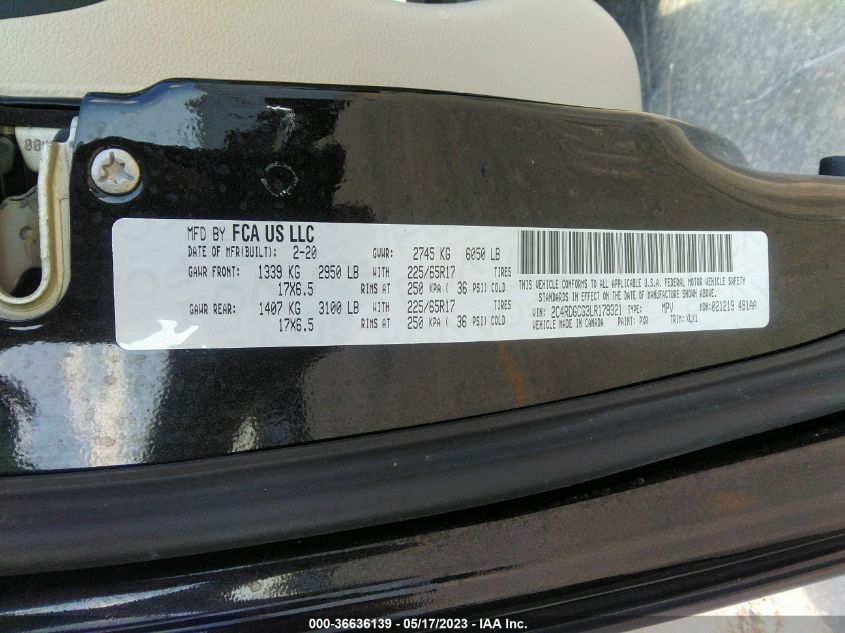 MFD BY FCA US LLC
DATE OF MFR(BUILT): 2-20 GVWR: 2745 KG 6050 LB
GAWR FRONT: 1339 KG 2950 LB WITH 225/65R17 TIRES
17X6.5 RIMS AT 250 KPA ( 36 PSI) COLD
GAWR REAR: 1407 KG 3100 LB WITH 225/65R17 TIRES
17X6.5 RIMS AT 250 KPA ( 36 PSI) COLD
THIS VEHICLE CONFORMS TO ALL APPLICABLE U.S.A. FEDERAL MOTOR VEHICLE SAFETY
STANDARDS IN EFFECT ON THE DATE OF MANUFACTURE SHOWN ABOVE.
VIN: 2C4RDGCG3LR179321 TYPE: MPV MDH:021219 491AA
VEHICLE MADE IN CANADA PAINT: PXR TRIM: XLX1
000-36636139 — 05/17/2023 — IAA Inc.